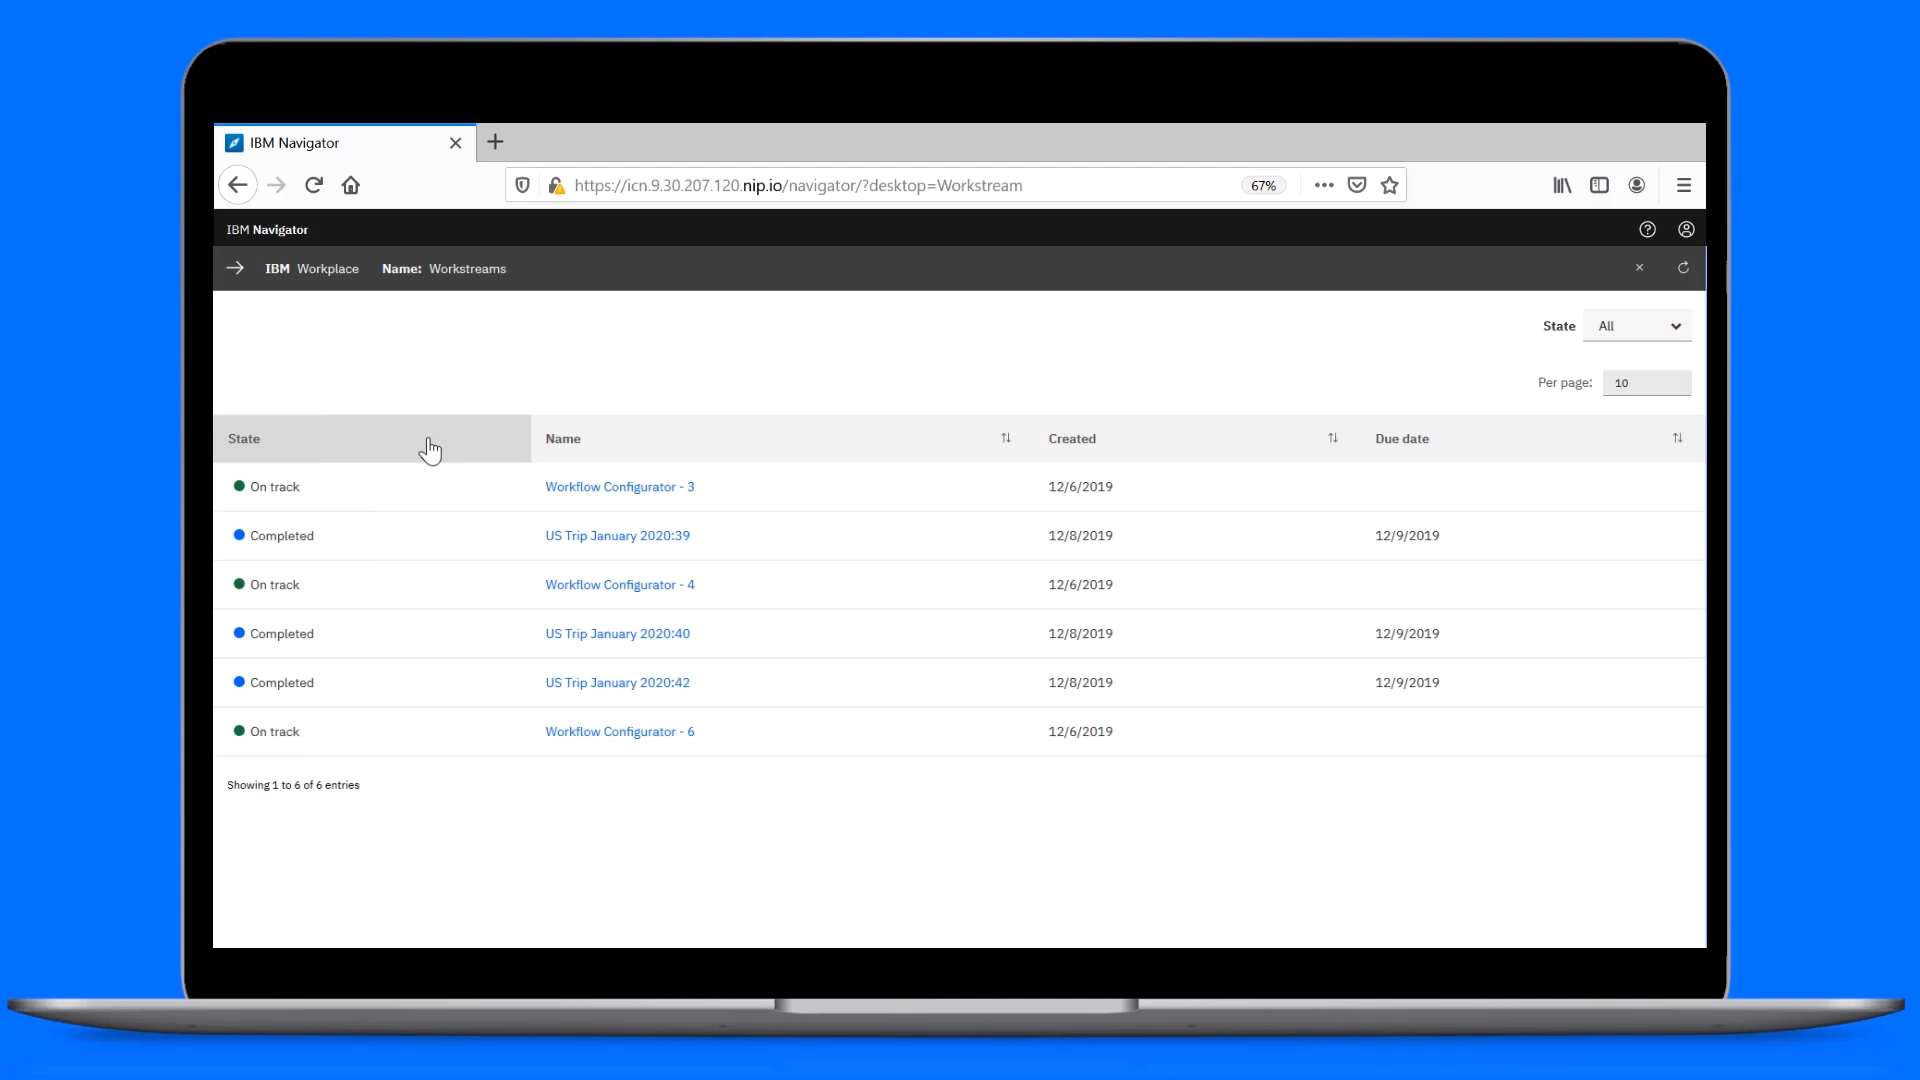 IBM Navigator
https://icn.9.30.207.120.nip.io/navigator/?desktop=Workstream 67%
IBM Navigator
IBM Workplace Name: Workstreams
State All
Per page: 10
State Name Created Due date
On track Workflow Configurator - 3 12/6/2019
Completed US Trip January 2020:39 12/8/2019 12/9/2019
On track Workflow Configurator - 4 12/6/2019
Completed US Trip January 2020:40 12/8/2019 12/9/2019
Completed US Trip January 2020:42 12/8/2019 12/9/2019
On track Workflow Configurator - 6 12/6/2019
Showing 1 to 6 of 6 entries